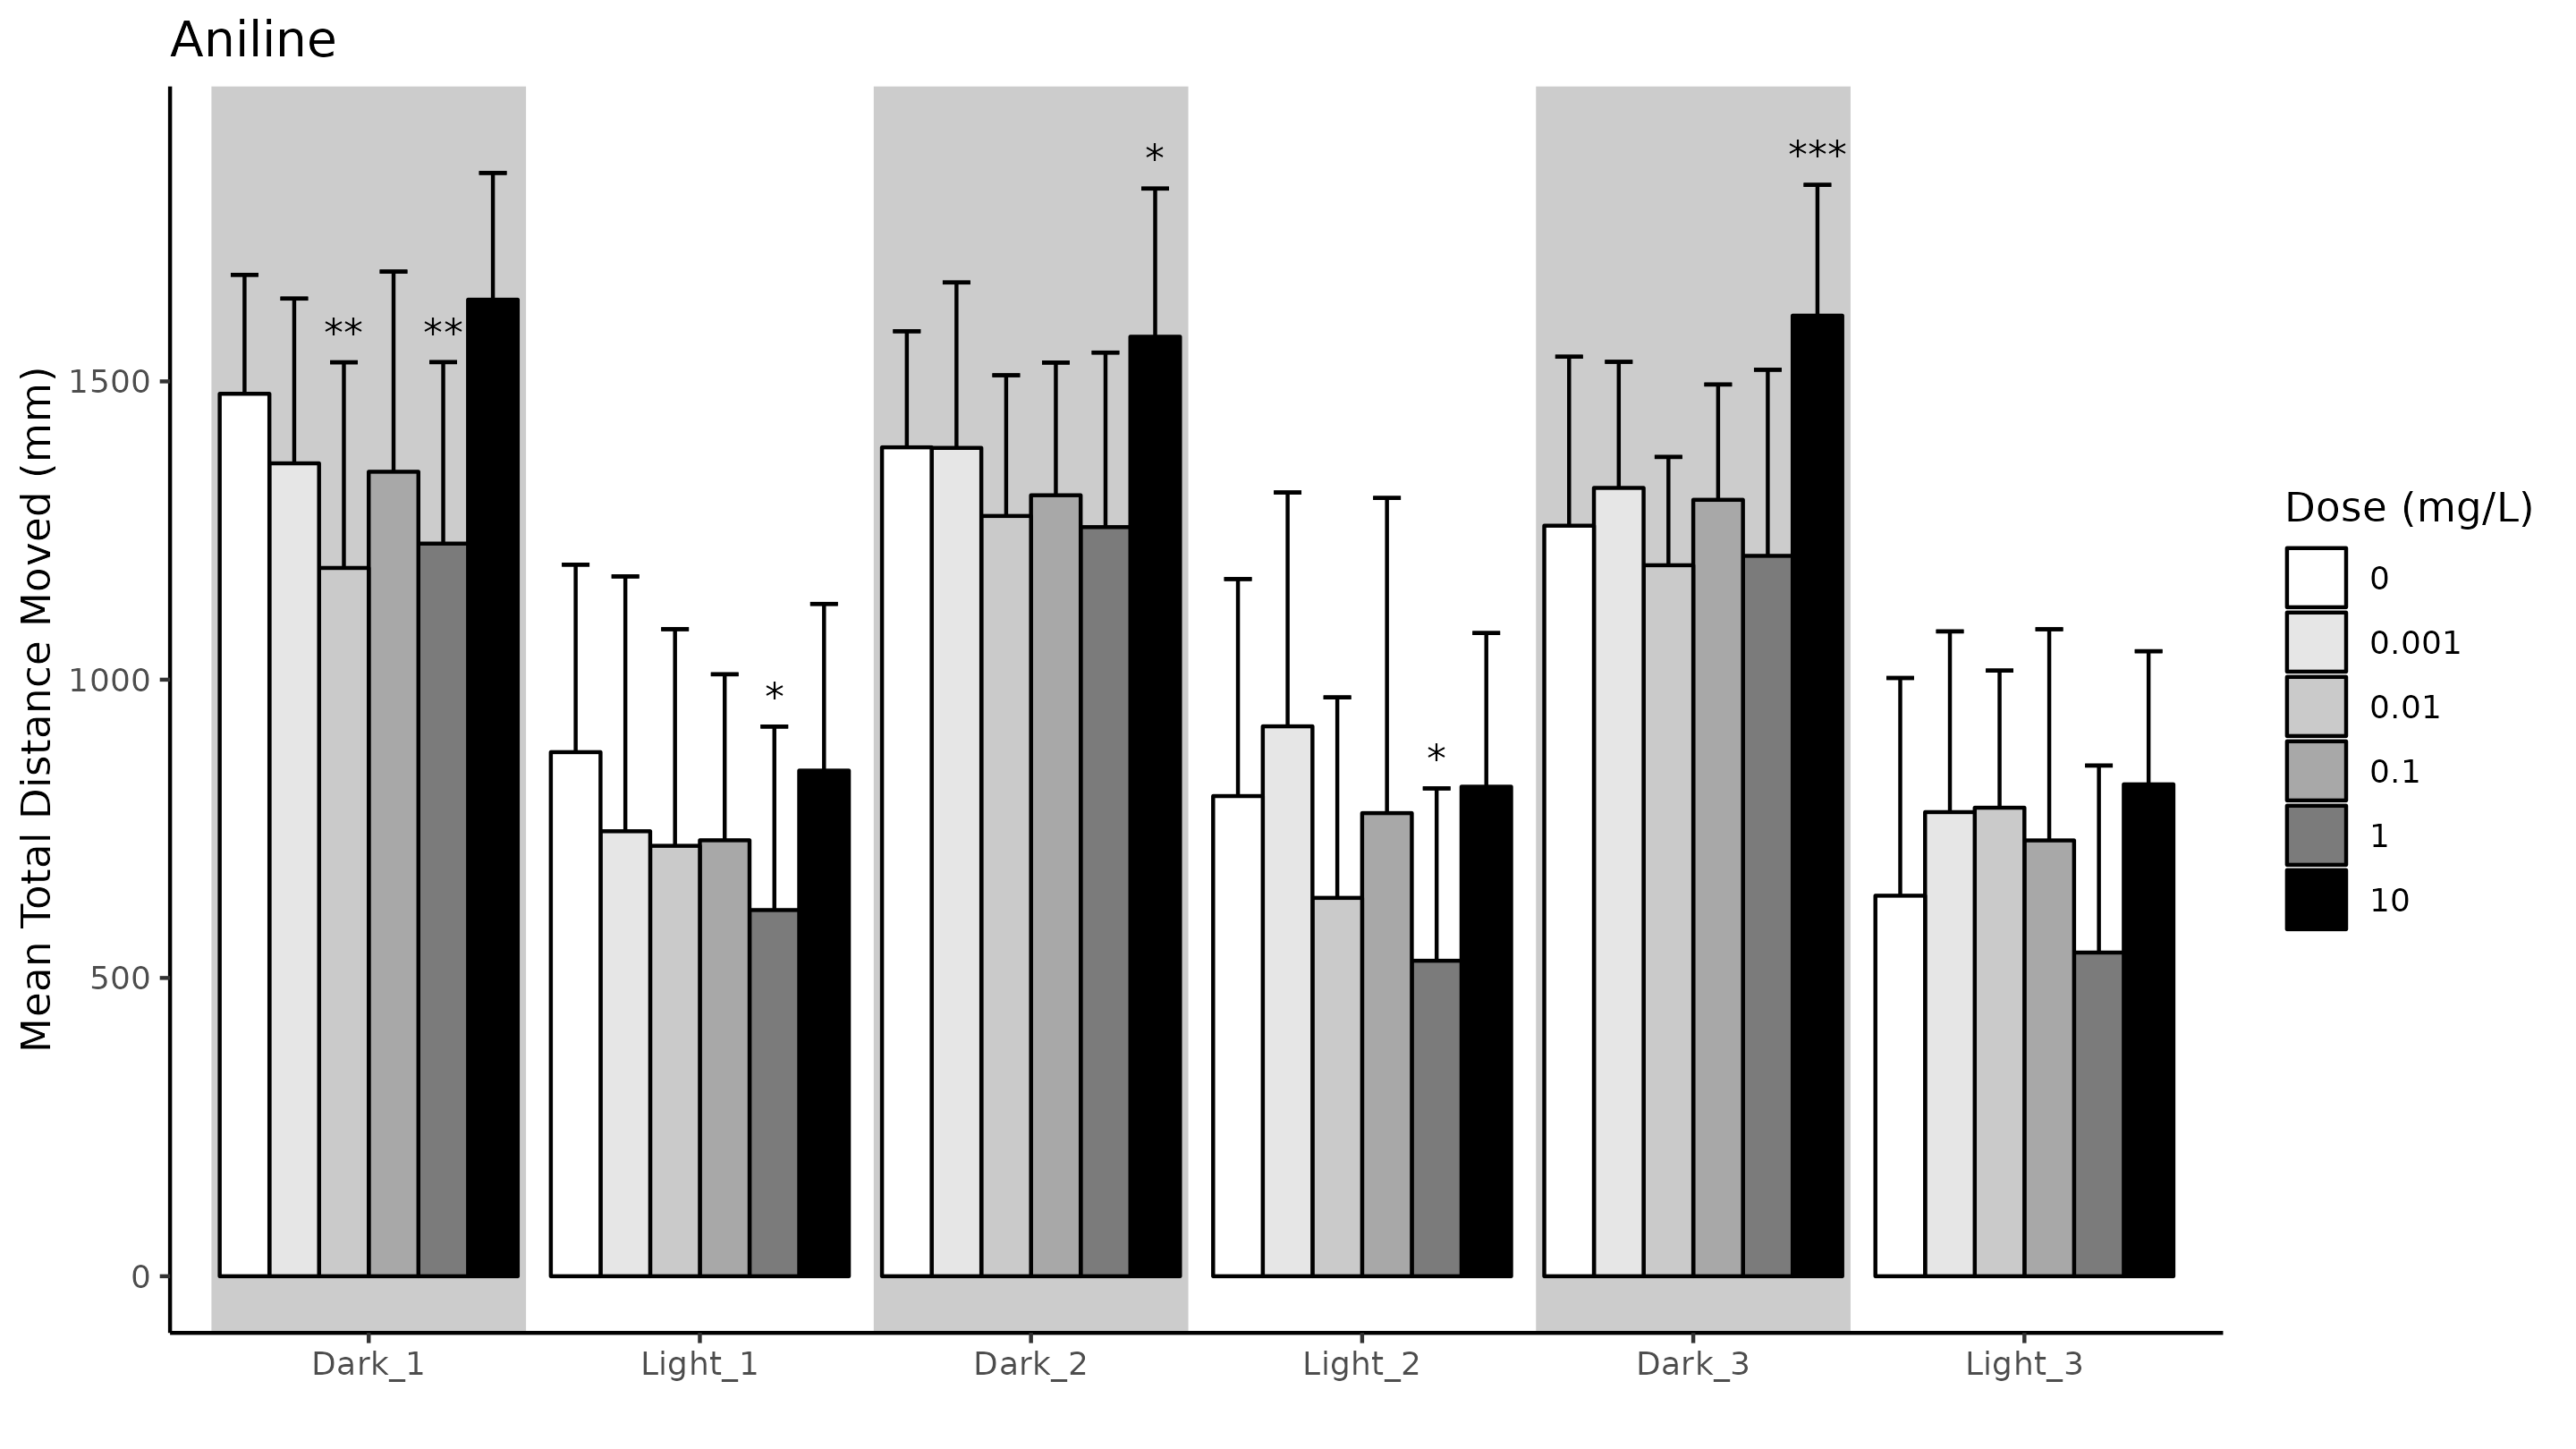 Aniline
Mean Total Distance Moved (mm)
1500
1000
500
0
**
**
*
*
*
***
Dark_1
Light_1
Dark_2
Light_2
Dark_3
Light_3
Dose (mg/L)
0
0.001
0.01
0.1
1
10